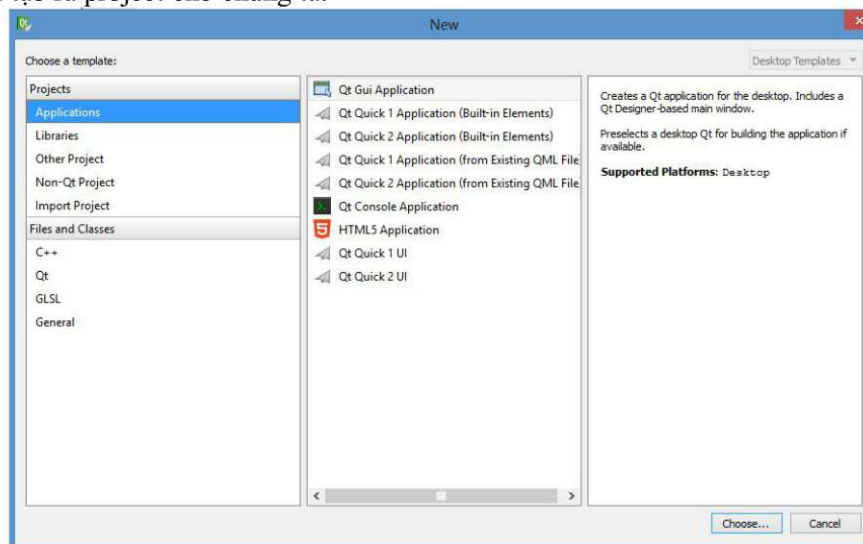 project cho chúng ta.
New
Choose a template:
Desktop Templates
Projects
Applications
Libraries
Other Project
Non-Qt Project
Import Project
Files and Classes
C++
Qt
GLSL
General
Qt Gui Application
Qt Quick 1 Application (Built-in Elements)
Qt Quick 2 Application (Built-in Elements)
Qt Quick 1 Application (from Existing QML File
Qt Quick 2 Application (from Existing QML File
Qt Console Application
HTML5 Application
Qt Quick 1 UI
Qt Quick 2 UI
Creates a Qt application for the desktop. Includes a
Qt Designer-based main window.
Preselects a desktop Qt for building the application if
available.
Supported Platforms: Desktop
Choose...
Cancel